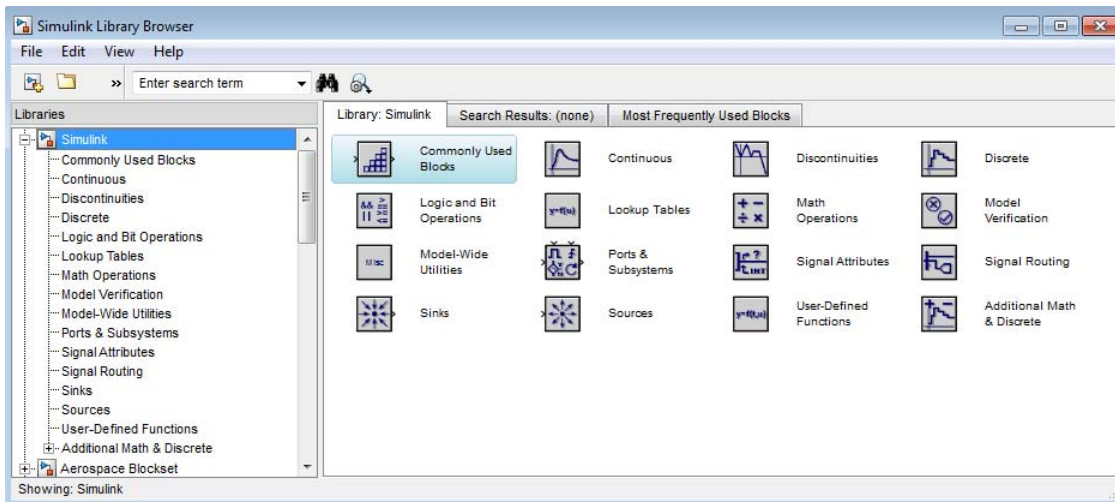 Simulink Library Browser
File Edit View Help
» Enter search term
Libraries
Library: Simulink Search Results: (none) Most Frequently Used Blocks
Simulink
Commonly Used Blocks
Continuous
Discontinuities
Discrete
Logic and Bit Operations
Lookup Tables
Math Operations
Model Verification
Model-Wide Utilities
Ports & Subsystems
Signal Attributes
Signal Routing
Sinks
Sources
User-Defined Functions
Additional Math & Discrete
Aerospace Blockset
Commonly Used
Blocks
Continuous
Discontinuities
Discrete
Logic and Bit
Operations
y=f(u)
Lookup Tables
Math
Operations
Model
Verification
Misc
Model-Wide
Utilities
Ports &
Subsystems
Signal Attributes
Signal Routing
Sinks
Sources
User-Defined
Functions
Additional Math
& Discrete
Showing: Simulink